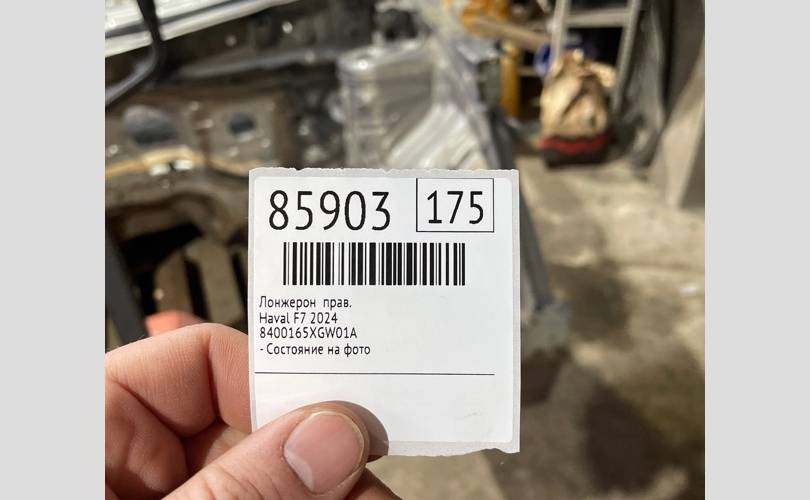 85903 175
Лонжерон прав.
Haval F7 2024
8400165XGW01A
- Состояние на фото